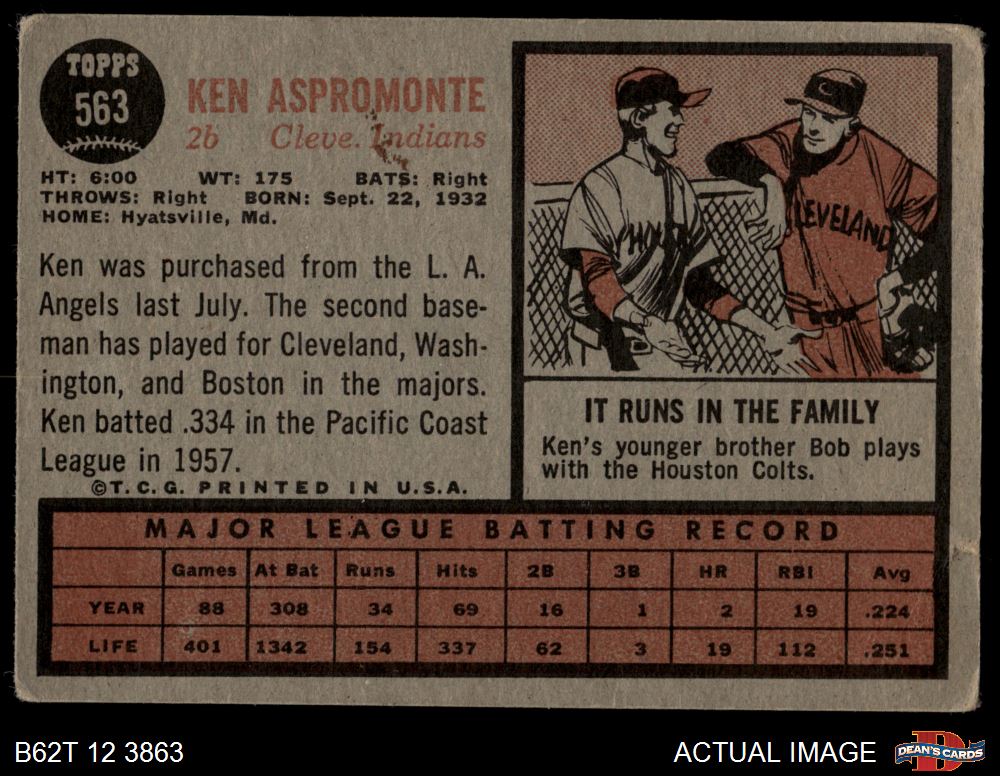 TOPPS
563
KEN ASPROMONTE
2b Cleve. Indians
HT: 6:00 WT: 175 BATS: Right
THROWS: Right BORN: Sept. 22, 1932
HOME: Hyatsville, Md.
Ken was purchased from the L. A.
Angels last July. The second base-
man has played for Cleveland, Wash-
ington, and Boston in the majors.
Ken batted .334 in the Pacific Coast
League in 1957.
©T.C.G. PRINTED IN U.S.A.
C
CLEVELAND
IT RUNS IN THE FAMILY
Ken's younger brother Bob plays
with the Houston Colts.
MAJOR LEAGUE BATTING RECORD
Games At Bat Runs Hits 2B 3B HR RBI Avg
YEAR 88 308 34 69 16 1 2 19 .224
LIFE 401 1342 154 337 62 3 19 112 .251
B62T 12 3863
ACTUAL IMAGE
D
DEAN'S CARDS